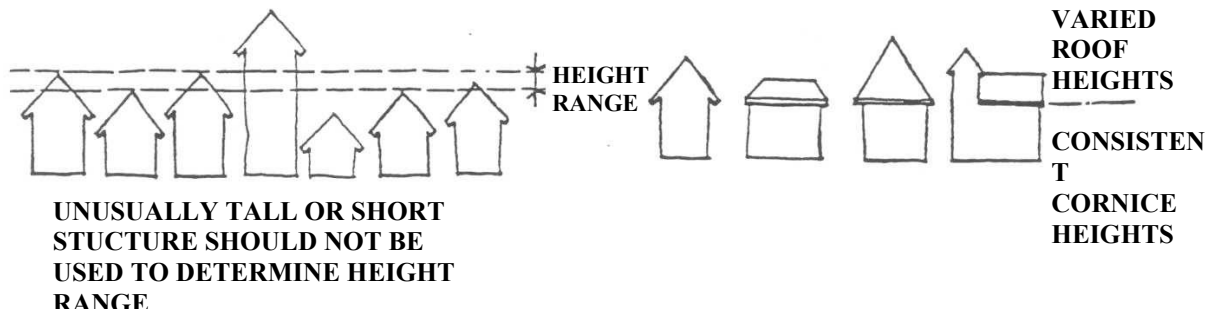 HEIGHT
RANGE
UNUSUALLY TALL OR SHORT
STUCTURE SHOULD NOT BE
USED TO DETERMINE HEIGHT
RANGE
VARIED
ROOF
HEIGHTS
CONSISTEN
T
CORNICE
HEIGHTS